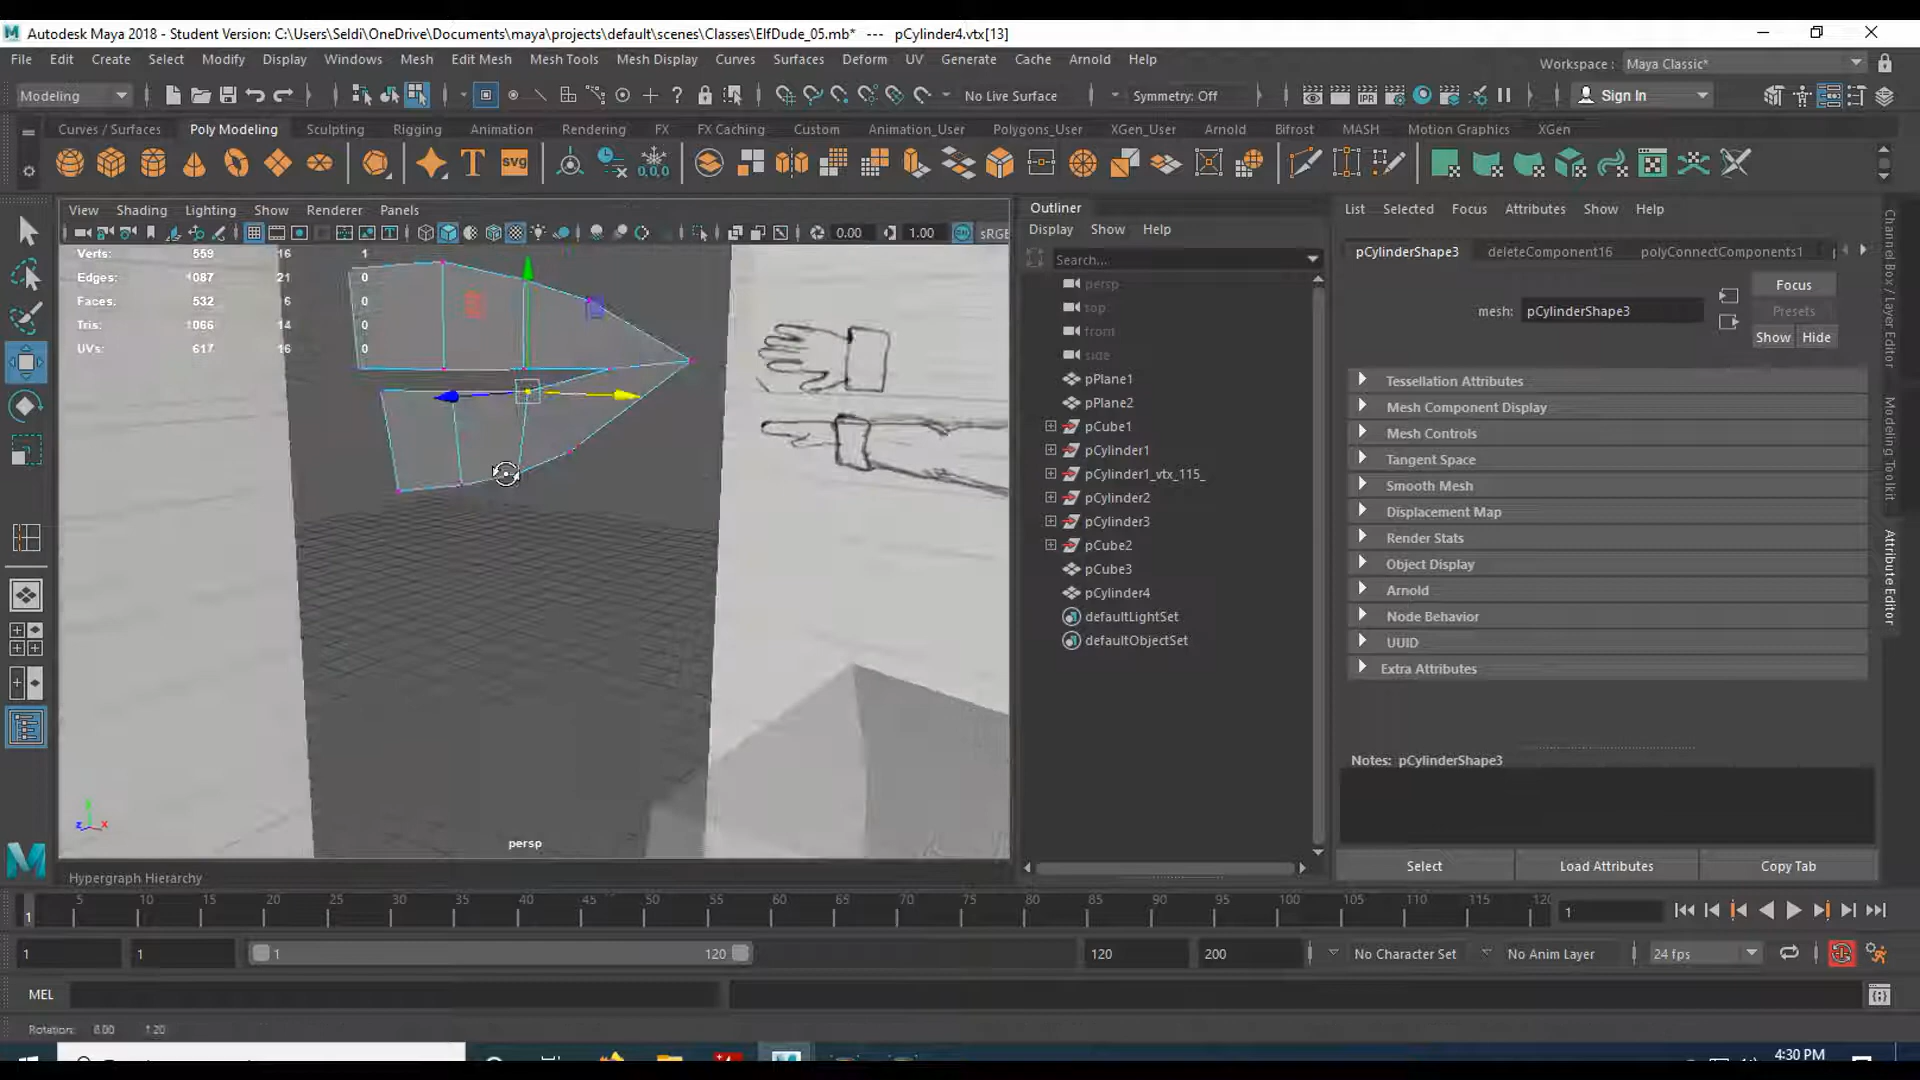 Autodesk Maya 2018 - Student Version: C:\Users\Seldi\OneDrive\Documents\maya\projects\default\scenes\Classes\ElfDude_05.mb* --- pCylinder4.vtx[13]
File Edit Create Select Modify Display Windows Mesh Edit Mesh Mesh Tools Mesh Display Curves Surfaces Deform UV Generate Cache Arnold Help
Workspace : Maya Classic*
Modeling
No Live Surface
Symmetry: Off
IPR
Sign In
Curves / Surfaces Poly Modeling Sculpting Rigging Animation Rendering FX FX Caching Custom Animation_User Polygons_User XGen_User Arnold Bifrost MASH Motion Graphics XGen
T svg 0,0,0
View Shading Lighting Show Renderer Panels
0.00 1.00 sRGB
Verts: 559 16 1
Edges: 1087 21 0
Faces: 532 6 0
Tris: 1066 14 0
UVs: 617 16 0
persp
Hypergraph Hierarchy
Outliner
Display Show Help
Search...
persp
top
front
side
pPlane1
pPlane2
pCube1
pCylinder1
pCylinder1_vtx_115_
pCylinder2
pCylinder3
pCube2
pCube3
pCylinder4
defaultLightSet
defaultObjectSet
List Selected Focus Attributes Show Help
pCylinderShape3 deleteComponent16 polyConnectComponents1
Focus
mesh: pCylinderShape3
Presets
Show Hide
Tessellation Attributes
Mesh Component Display
Mesh Controls
Tangent Space
Smooth Mesh
Displacement Map
Render Stats
Object Display
Arnold
Node Behavior
UUID
Extra Attributes
Notes: pCylinderShape3
Select Load Attributes Copy Tab
Channel Box / Layer Editor
Modeling Toolkit
Attribute Editor
1 5 10 15 20 25 30 35 40 45 50 55 60 65 70 75 80 85 90 95 100 105 110 115 120
1
1 1 1 120 120 200
No Character Set No Anim Layer 24 fps
MEL
Rotation: 0.00 1.20
4:30 PM